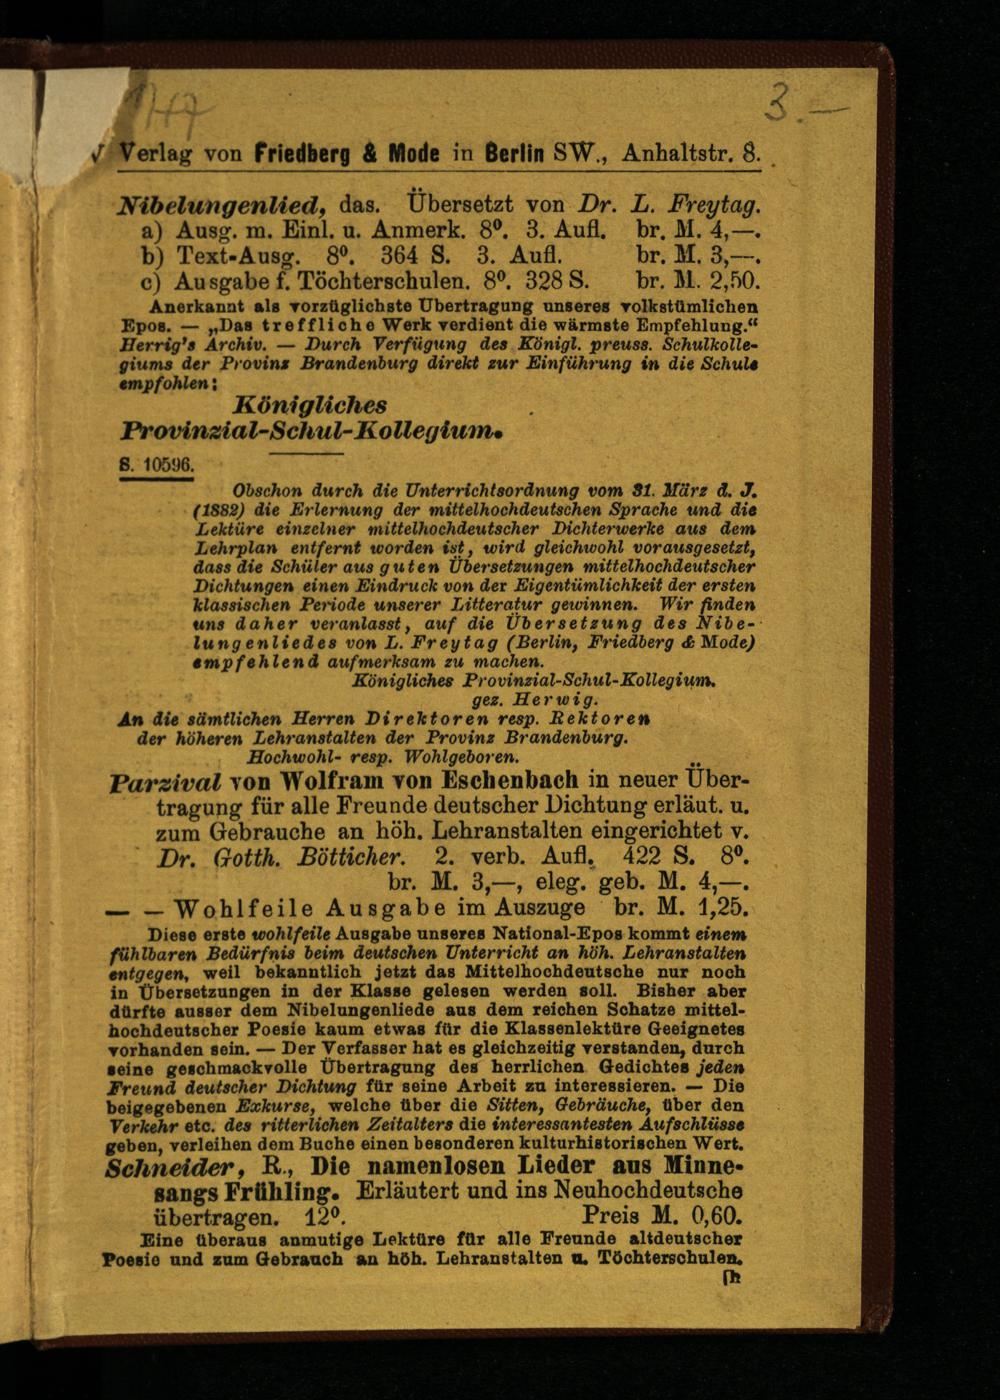 147
3.—
Verlag von Friedberg & Mode in Berlin SW., Anhaltstr. 8.
Nibelungenlied, das. Übersetzt von Dr. L. Freytag.
a) Ausg. m. Einl. u. Anmerk. 8⁰. 3. Aufl. br. M. 4,—.
b) Text-Ausg. 8⁰. 364 S. 3. Aufl. br. M. 3,—.
c) Ausgabe f. Töchterschulen. 8⁰. 328 S. br. M. 2,50.
Anerkannt als vorzüglichste Übertragung unseres volkstümlichen
Epos. — „Das treffliche Werk verdient die wärmste Empfehlung.“
Herrig's Archiv. — Durch Verfügung des Königl. preuss. Schulkolle-
giums der Provinz Brandenburg direkt zur Einführung in die Schule
empfohlen:
Königliches
Provinzial-Schul-Kollegium.
S. 10596.
Obschon durch die Unterrichtsordnung vom 31. März d. J.
(1882) die Erlernung der mittelhochdeutschen Sprache und die
Lektüre einzelner mittelhochdeutscher Dichterwerke aus dem
Lehrplan entfernt worden ist, wird gleichwohl vorausgesetzt,
dass die Schüler aus guten Übersetzungen mittelhochdeutscher
Dichtungen einen Eindruck von der Eigentümlichkeit der ersten
klassischen Periode unserer Litteratur gewinnen. Wir finden
uns daher veranlasst, auf die Übersetzung des Nibe-
lungenliedes von L. Freytag (Berlin, Friedberg & Mode)
empfehlend aufmerksam zu machen.
Königliches Provinzial-Schul-Kollegium.
gez. Herwig.
An die sämtlichen Herren Direktoren resp. Rektoren
der höheren Lehranstalten der Provinz Brandenburg.
Hochwohl- resp. Wohlgeboren.
Parzival von Wolfram von Eschenbach in neuer Über-
tragung für alle Freunde deutscher Dichtung erläut. u.
zum Gebrauche an höh. Lehranstalten eingerichtet v.
Dr. Gotth. Bötticher. 2. verb. Aufl. 422 S. 8⁰.
br. M. 3,—, eleg. geb. M. 4,—.
— — Wohlfeile Ausgabe im Auszuge br. M. 1,25.
Diese erste wohlfeile Ausgabe unseres National-Epos kommt einem
fühlbaren Bedürfnis beim deutschen Unterricht an höh. Lehranstalten
entgegen, weil bekanntlich jetzt das Mittelhochdeutsche nur noch
in Übersetzungen in der Klasse gelesen werden soll. Bisher aber
dürfte ausser dem Nibelungenliede aus dem reichen Schatze mittel-
hochdeutscher Poesie kaum etwas für die Klassenlektüre Geeignetes
vorhanden sein. — Der Verfasser hat es gleichzeitig verstanden, durch
seine geschmackvolle Übertragung des herrlichen Gedichtes jeden
Freund deutscher Dichtung für seine Arbeit zu interessieren. — Die
beigegebenen Exkurse, welche über die Sitten, Gebräuche, über den
Verkehr etc. des ritterlichen Zeitalters die interessantesten Aufschlüsse
geben, verleihen dem Buche einen besonderen kulturhistorischen Wert.
Schneider, R., Die namenlosen Lieder aus Minne-
sangs Frühling. Erläutert und ins Neuhochdeutsche
übertragen. 12⁰. Preis M. 0,60.
Eine überaus anmutige Lektüre für alle Freunde altdeutscher
Poesie und zum Gebrauch an höh. Lehranstalten u. Töchterschulen.